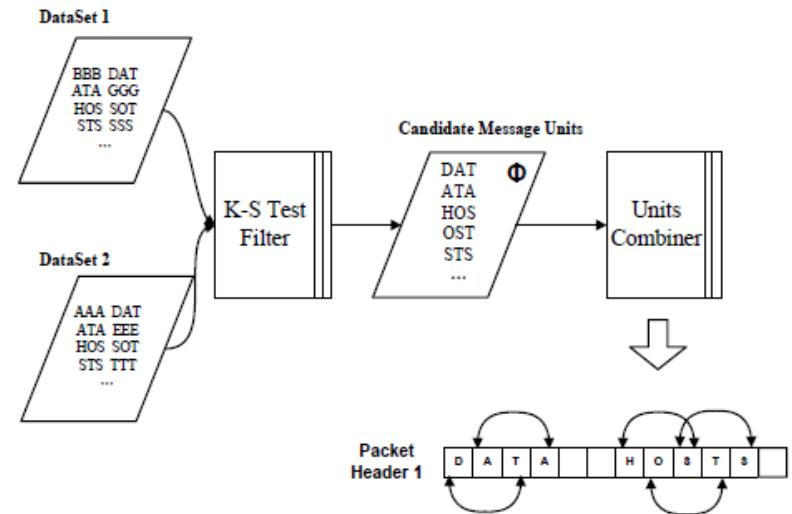 DataSet 1
BBB DAT
ATA GGG
HOS SOT
STS SSS
...
DataSet 2
AAA DAT
ATA EEE
HOS SOT
STS TTT
...
K-S Test
Filter
Candidate Message Units
Φ
DAT
ATA
HOS
OST
STS
...
Units
Combiner
Packet
Header 1
D A T A H O S T S